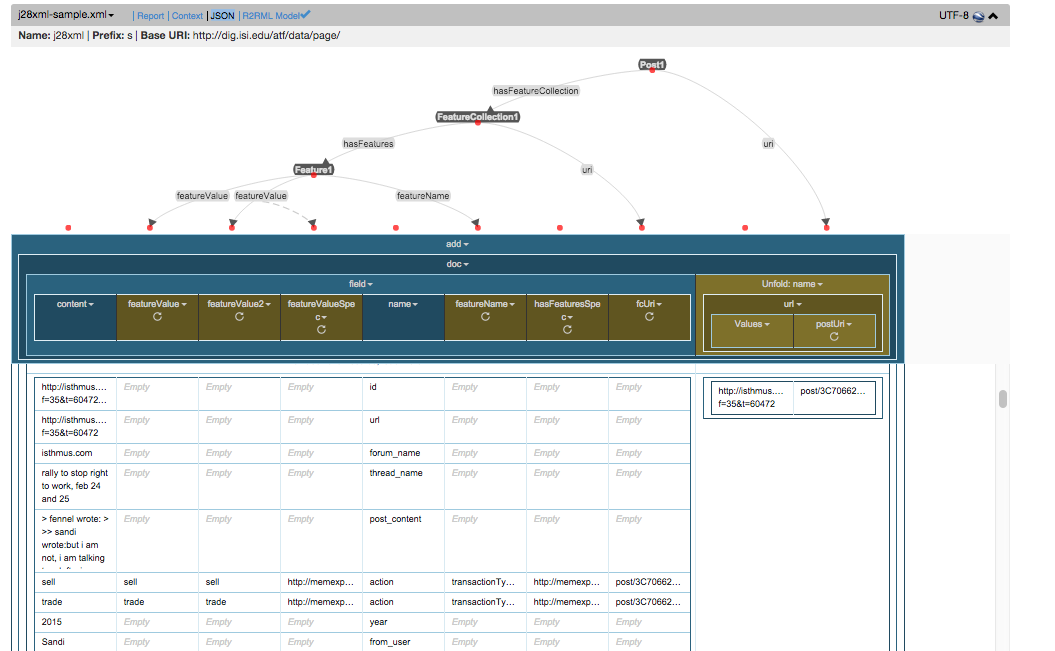 j28xml-sample.xml | Report | Context | JSON | R2RML Model UTF-8
Name: j28xml | Prefix: s | Base URI: http://dig.isi.edu/atf/data/page/
Post1
hasFeatureCollection
FeatureCollection1
hasFeatures uri
Feature1 uri
featureValue featureValue featureName
add
doc
field Unfold: name
content featureValue featureValue2 featureValueSpe name featureName hasFeaturesSpe fcUri url
c c Values postUri
http://isthmus.... Empty Empty Empty id Empty Empty Empty http://isthmus.... post/3C70662...
f=35&t=60472... f=35&t=60472
http://isthmus.... Empty Empty Empty url Empty Empty Empty
f=35&t=60472
isthmus.com Empty Empty Empty forum_name Empty Empty Empty
rally to stop right Empty Empty Empty thread_name Empty Empty Empty
to work, feb 24
and 25
> fennel wrote: > Empty Empty Empty post_content Empty Empty Empty
>> sandi
wrote:but i am
not, i am talking
sell sell sell http://memexp... action transactionTy... http://memexp... post/3C70662...
trade trade trade http://memexp... action transactionTy... http://memexp... post/3C70662...
2015 Empty Empty Empty year Empty Empty Empty
Sandi Empty Empty Empty from_user Empty Empty Empty